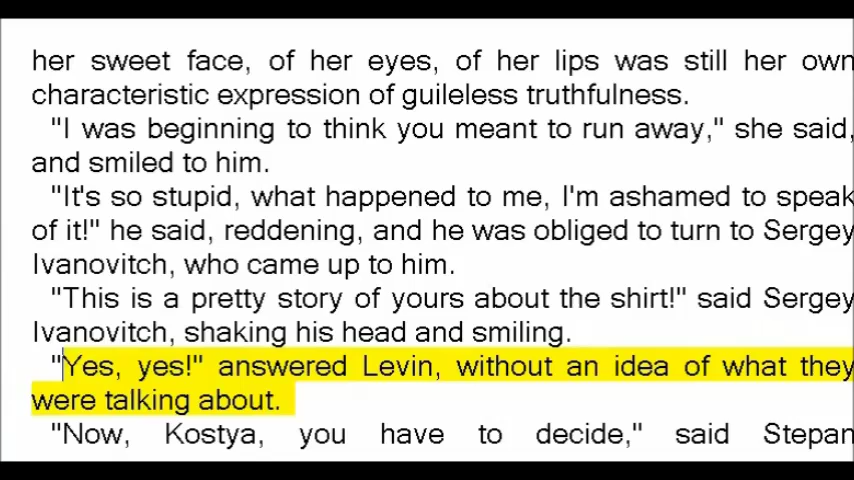 her sweet face, of her eyes, of her lips was still her own
characteristic expression of guileless truthfulness.
"I was beginning to think you meant to run away," she said,
and smiled to him.
"It's so stupid, what happened to me, I'm ashamed to speak
of it!" he said, reddening, and he was obliged to turn to Sergey
Ivanovitch, who came up to him.
"This is a pretty story of yours about the shirt!" said Sergey
Ivanovitch, shaking his head and smiling.
"Yes, yes!" answered Levin, without an idea of what they
were talking about.
"Now, Kostya, you have to decide," said Stepan